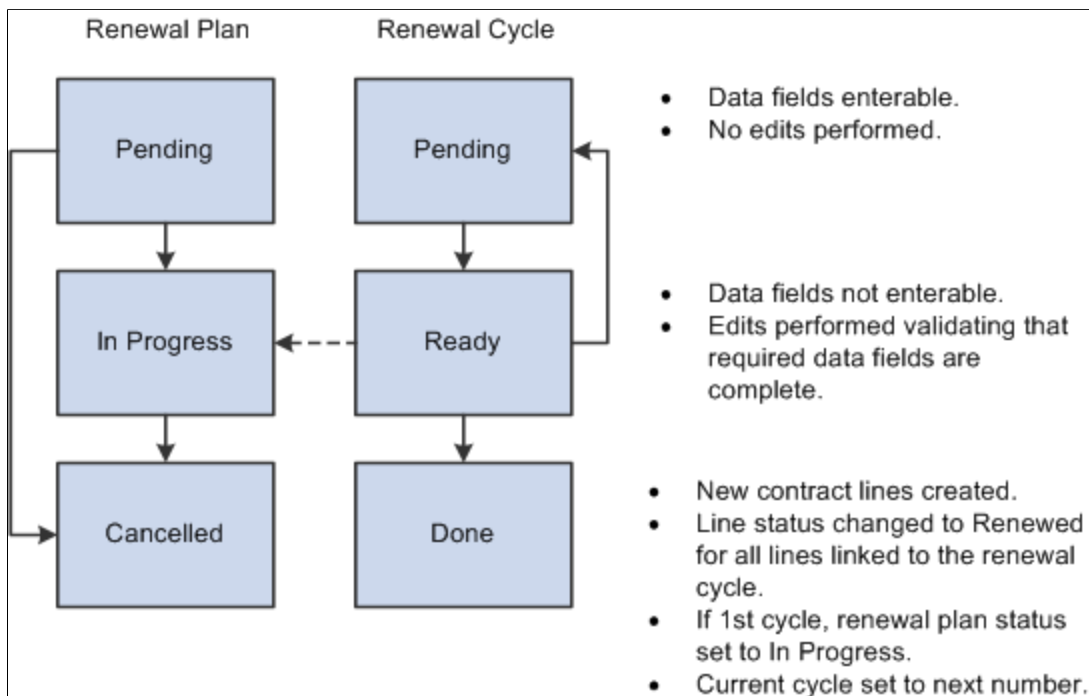 Renewal Plan
Renewal Cycle
Pending
Pending
• Data fields enterable.
• No edits performed.
In Progress
Ready
• Data fields not enterable.
• Edits performed validating that
required data fields are
complete.
Cancelled
Done
• New contract lines created.
• Line status changed to Renewed
for all lines linked to the renewal
cycle.
• If 1st cycle, renewal plan status
set to In Progress.
• Current cycle set to next number.